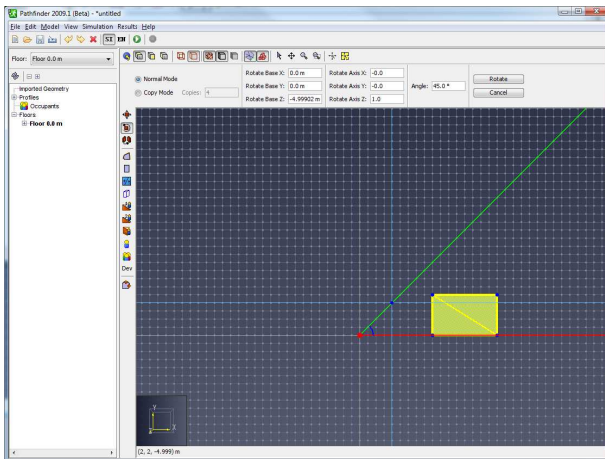 Pathfinder 2009.1 (Beta) - *untitled
File Edit Model View Simulation Results Help
SI EN
Floor: Floor 0.0 m
Normal Mode
Copy Mode Copies: 4
Rotate Base X: 0.0 m Rotate Axis X: -0.0
Rotate Base Y: 0.0 m Rotate Axis Y: -0.0
Rotate Base Z: -4.99902 m Rotate Axis Z: 1.0
Angle: 45.0 °
Rotate
Cancel
Imported Geometry
Profiles
Occupants
Floors
Floor 0.0 m
Dev
Y
Z X
(2, 2, -4.999) m